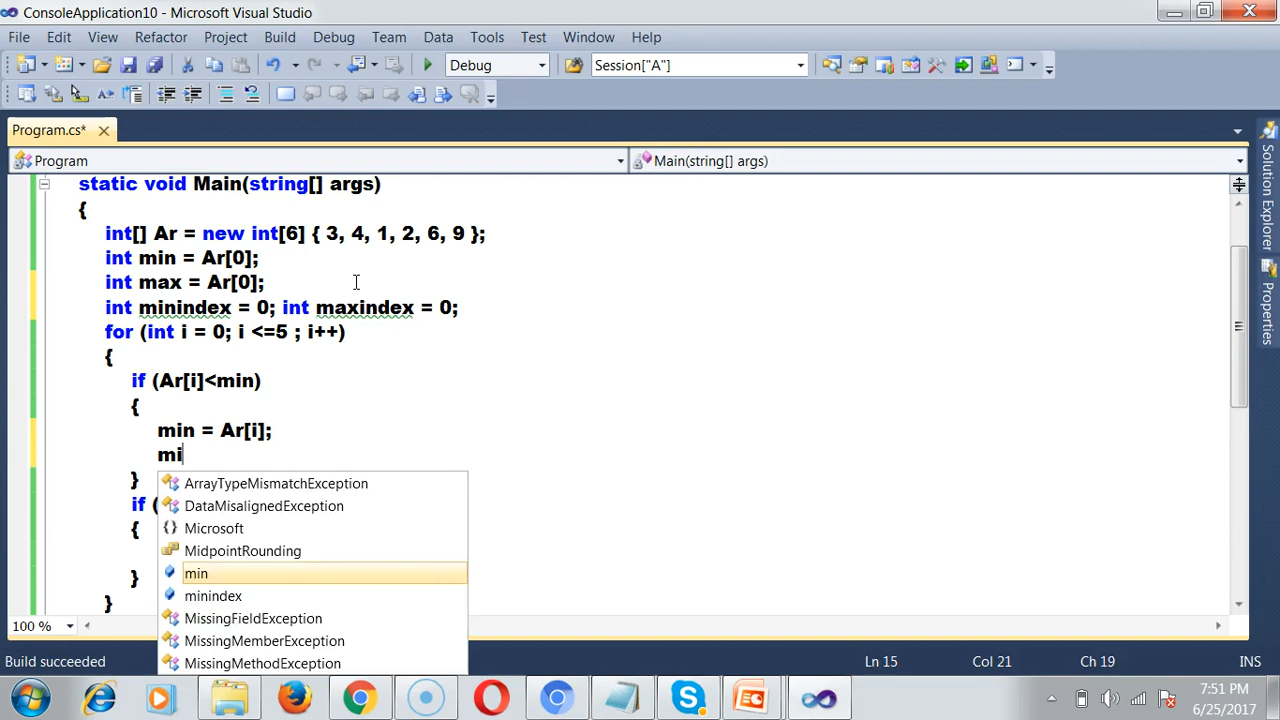 ConsoleApplication10 - Microsoft Visual Studio
File Edit View Refactor Project Build Debug Team Data Tools Test Window Help
Debug Session["A"]
Program.cs*
Program Main(string[] args)
static void Main(string[] args)
{
int[] Ar = new int[6] { 3, 4, 1, 2, 6, 9 };
int min = Ar[0];
int max = Ar[0];
int minindex = 0; int maxindex = 0;
for (int i = 0; i <=5 ; i++)
{
if (Ar[i]<min)
{
min = Ar[i];
mi
}
ArrayTypeMismatchException
if (
DataMisalignedException
{
Microsoft
MidpointRounding
min
}
minindex
}
MissingFieldException
MissingMemberException
MissingMethodException
Solution Explorer
Properties
100 %
Build succeeded Ln 15 Col 21 Ch 19 INS
7:51 PM
6/25/2017